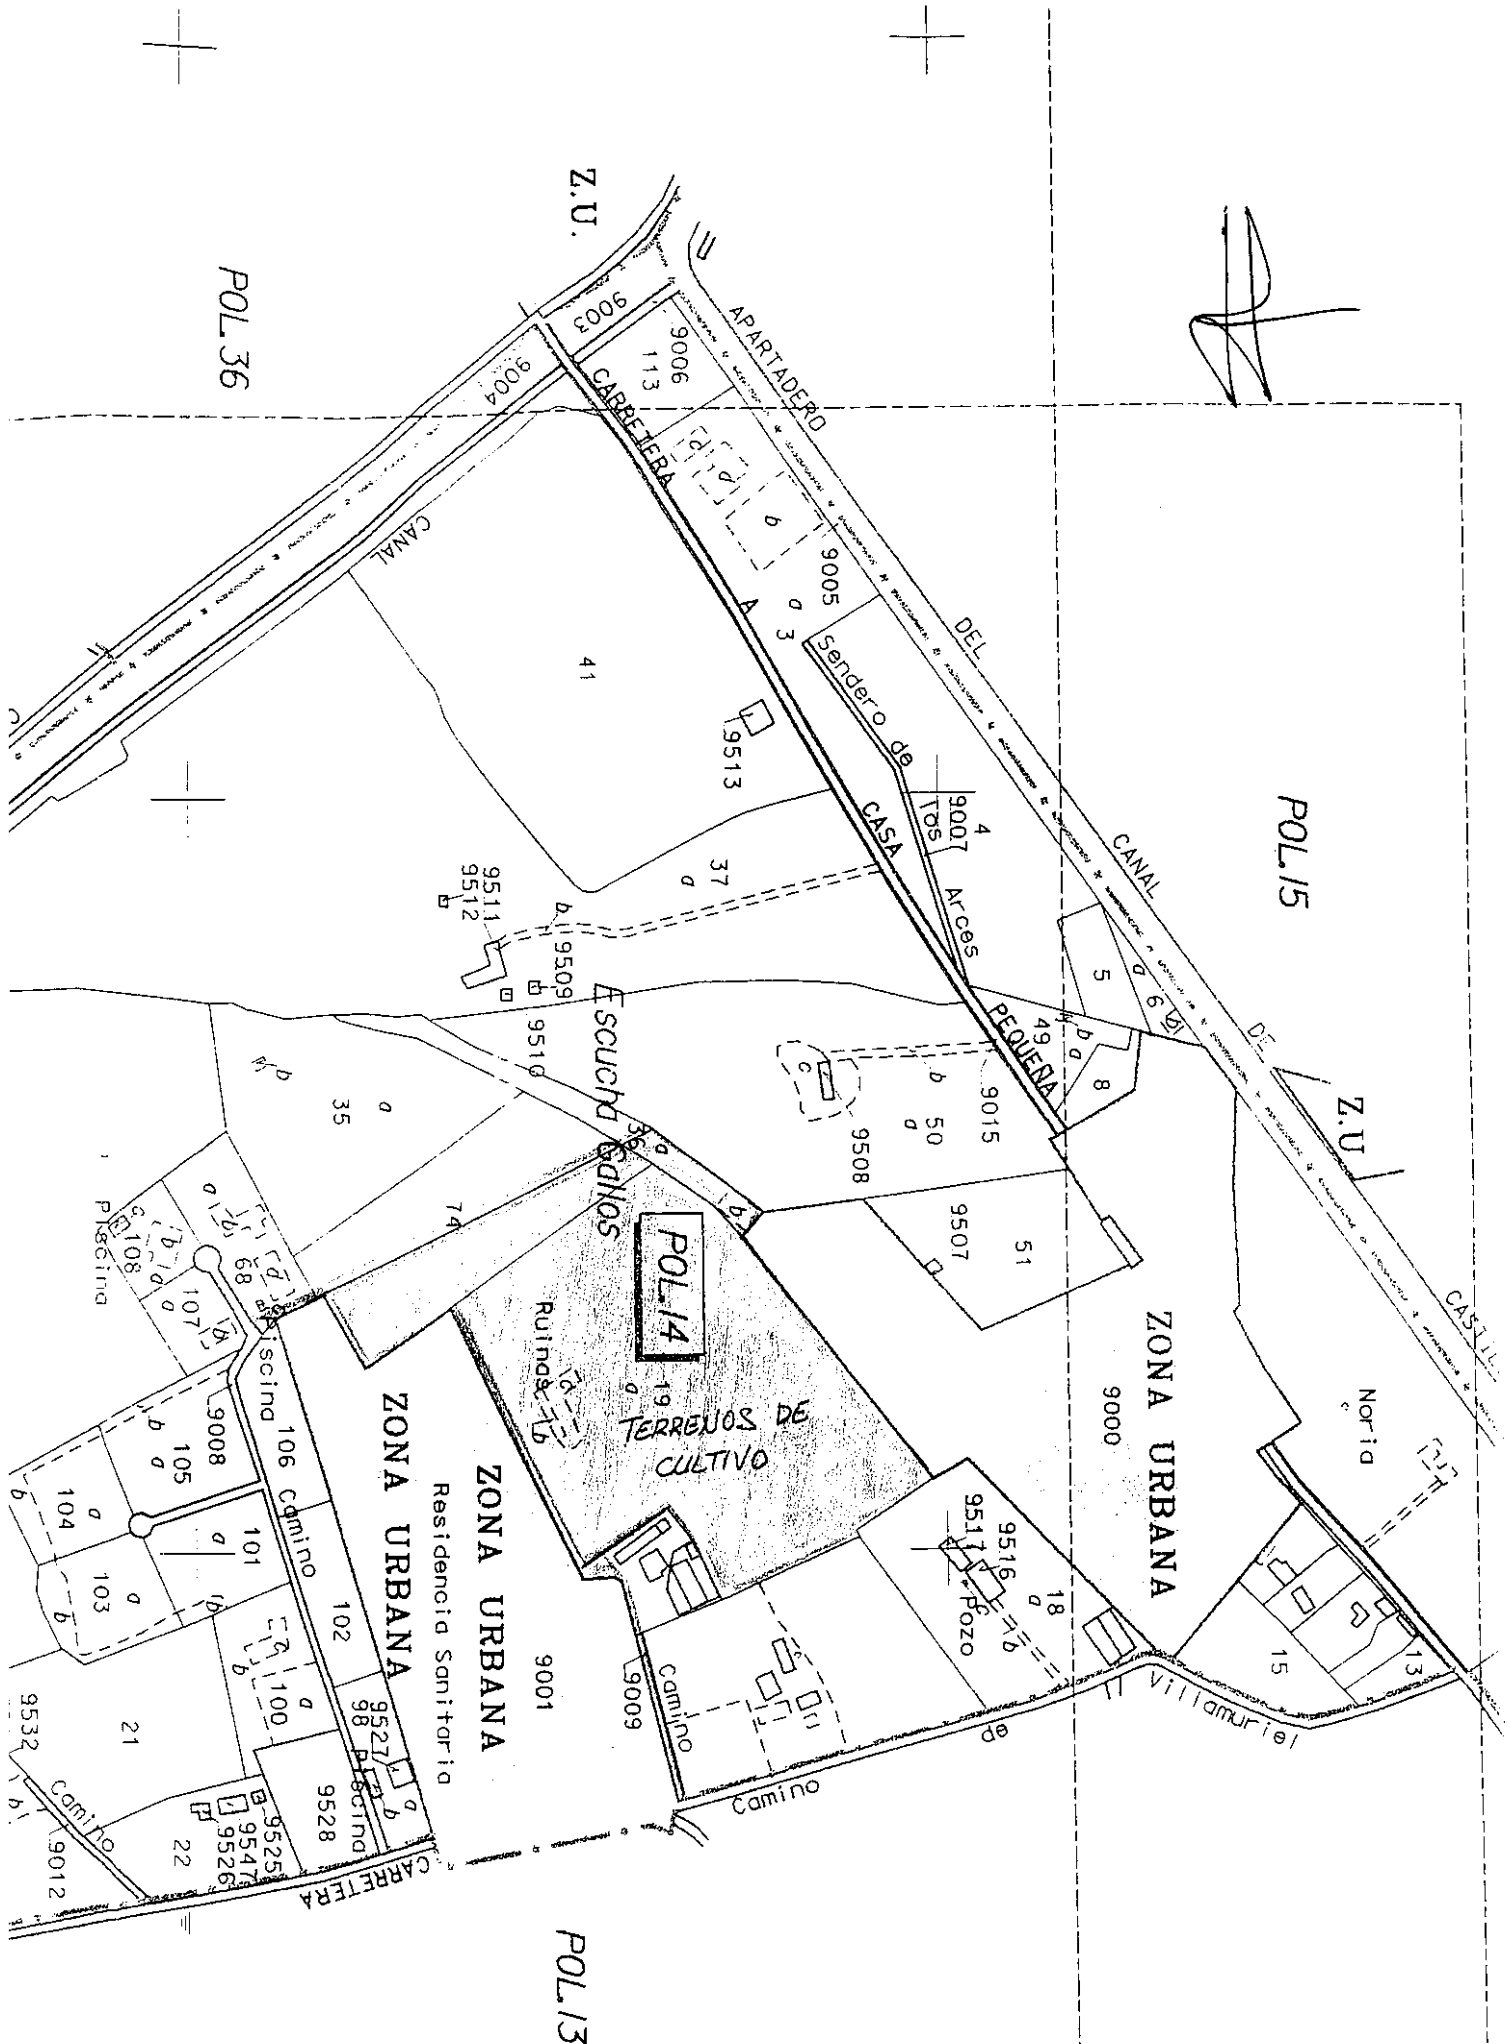 Z.U.
POL. 36
POL. 15
Z.U
9003
9004
9006
113
APARTADERO
DEL
CANAL
DE
CARRETERA
A
CASA
PEQUEÑA
d
b
9005
a
3
Sendero de
los
Arces
4
9007
CANAL
41
9513
37
a
b
9511
9512
9509
9510
Escucha Gallos
5
a
6
b
49
b
a
8
9015
50
a
b
c
9508
9507
51
36
a
b
35
a
b
74
POL. 14
19
a
Ruinas
d
b
TERRENOS DE
CULTIVO
ZONA URBANA
9000
Noria
9516
9517
18
a
c
b
Pozo
15
13
Camino
de
Villamuriel
Camino
9009
9001
ZONA URBANA
Residencia Sanitaria
ZONA URBANA
Piscina
c
108
b
a
107
a
b
68
a
b
d
Piscina
106
Camino
9008
105
a
b
104
a
b
103
a
b
101
a
b
102
100
a
b
9527
98
Piscina
a
b
9528
21
9532
Camino
b
9012
22
9525
9547
9526
CARRETERA
POL. 13